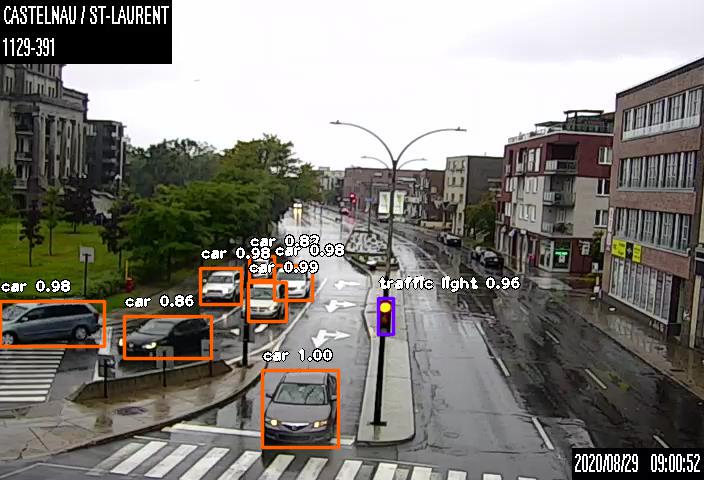 CASTELNAU / ST-LAURENT
1129-391
car 0.82
car 0.98
car 0.98
car 0.99
car 0.98
traffic light 0.96
car 0.86
car 1.00
2020/08/29 09:00:52